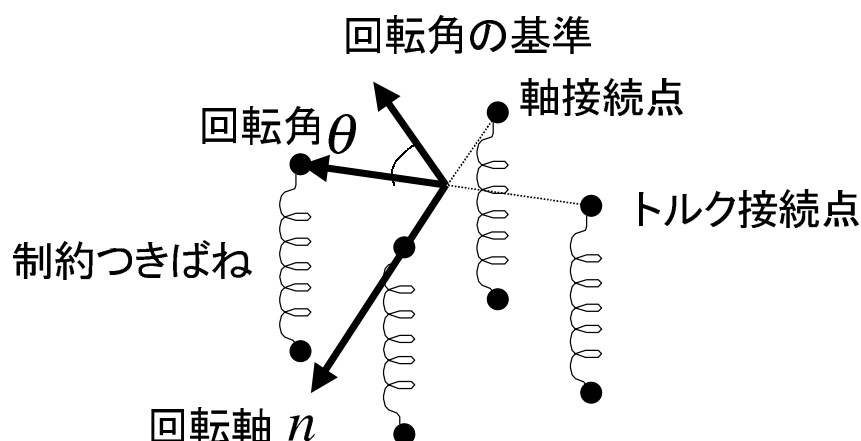 回転角の基準
軸接続点
回転角θ
トルク接続点
制約つきばね
回転軸 n